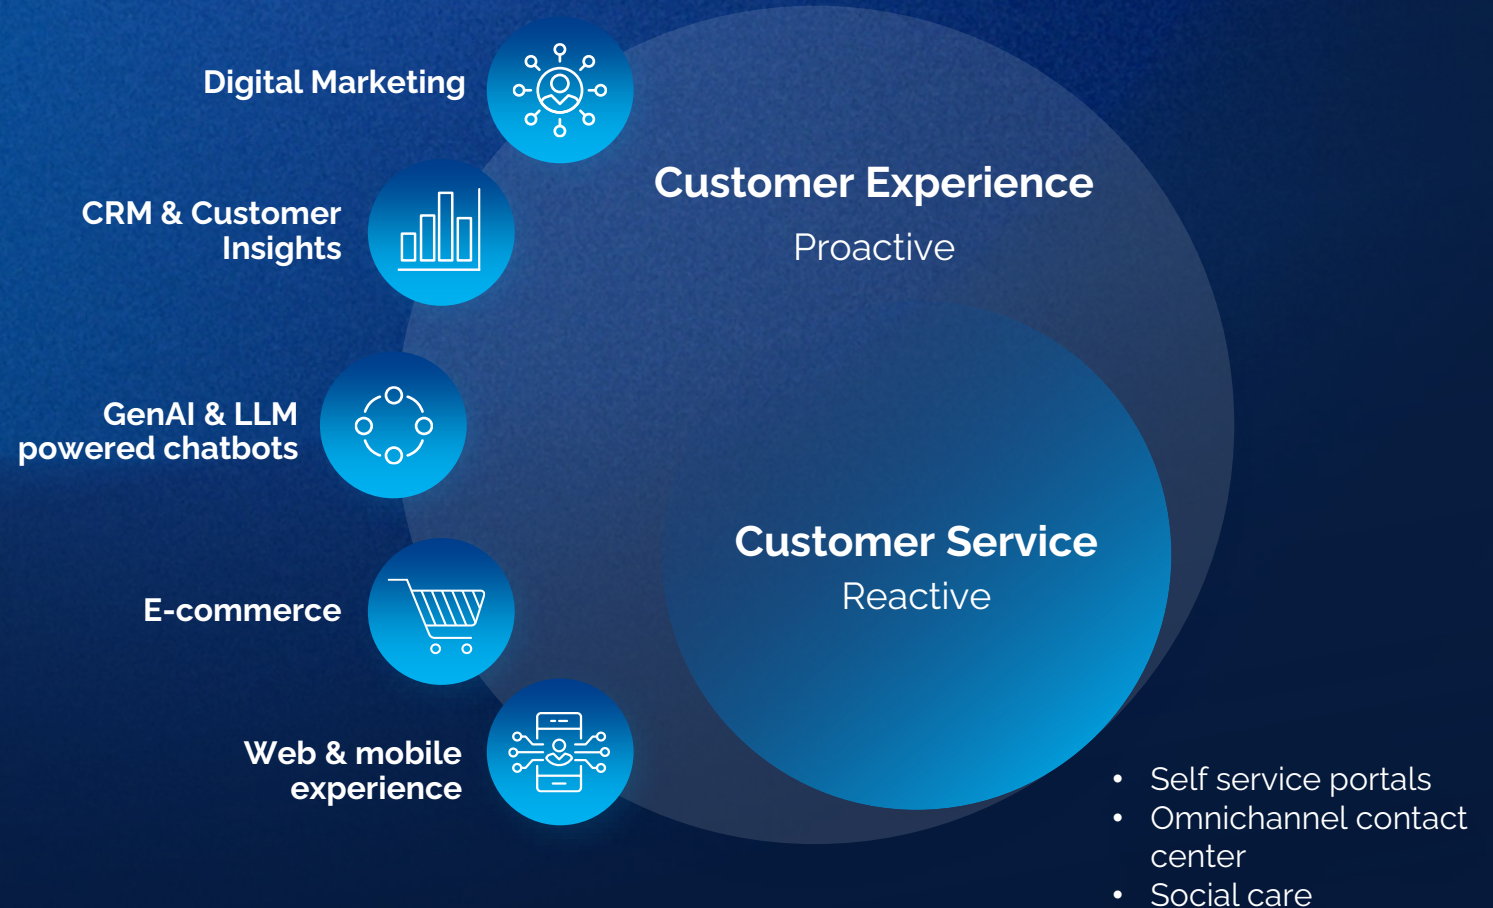 Digital Marketing
CRM & Customer
Insights
GenAI & LLM
powered chatbots
E-commerce
Web & mobile
experience
Customer Experience
Proactive
Customer Service
Reactive
• Self service portals
• Omnichannel contact
center
• Social care